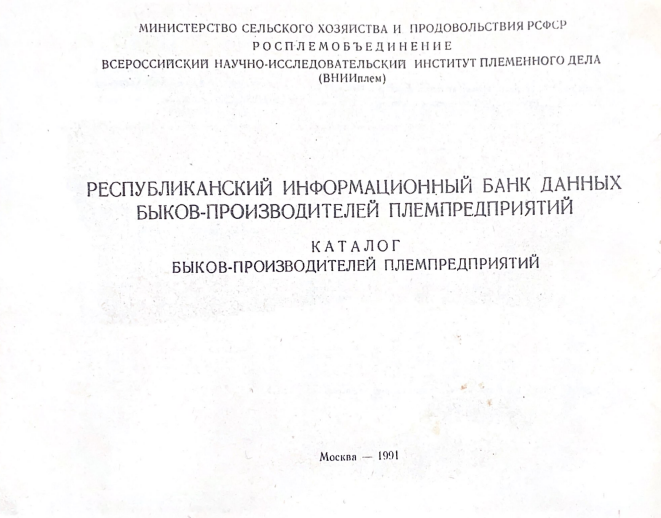 МИНИСТЕРСТВО СЕЛЬСКОГО ХОЗЯЙСТВА И ПРОДОВОЛЬСТВИЯ РСФСР
РОСПЛЕМОБЪЕДИНЕНИЕ
ВСЕРОССИЙСКИЙ НАУЧНО-ИССЛЕДОВАТЕЛЬСКИЙ ИНСТИТУТ ПЛЕМЕННОГО ДЕЛА
(ВНИИплем)
РЕСПУБЛИКАНСКИЙ ИНФОРМАЦИОННЫЙ БАНК ДАННЫХ
БЫКОВ-ПРОИЗВОДИТЕЛЕЙ ПЛЕМПРЕДПРИЯТИЙ
КАТАЛОГ
БЫКОВ-ПРОИЗВОДИТЕЛЕЙ ПЛЕМПРЕДПРИЯТИЙ
Москва — 1991